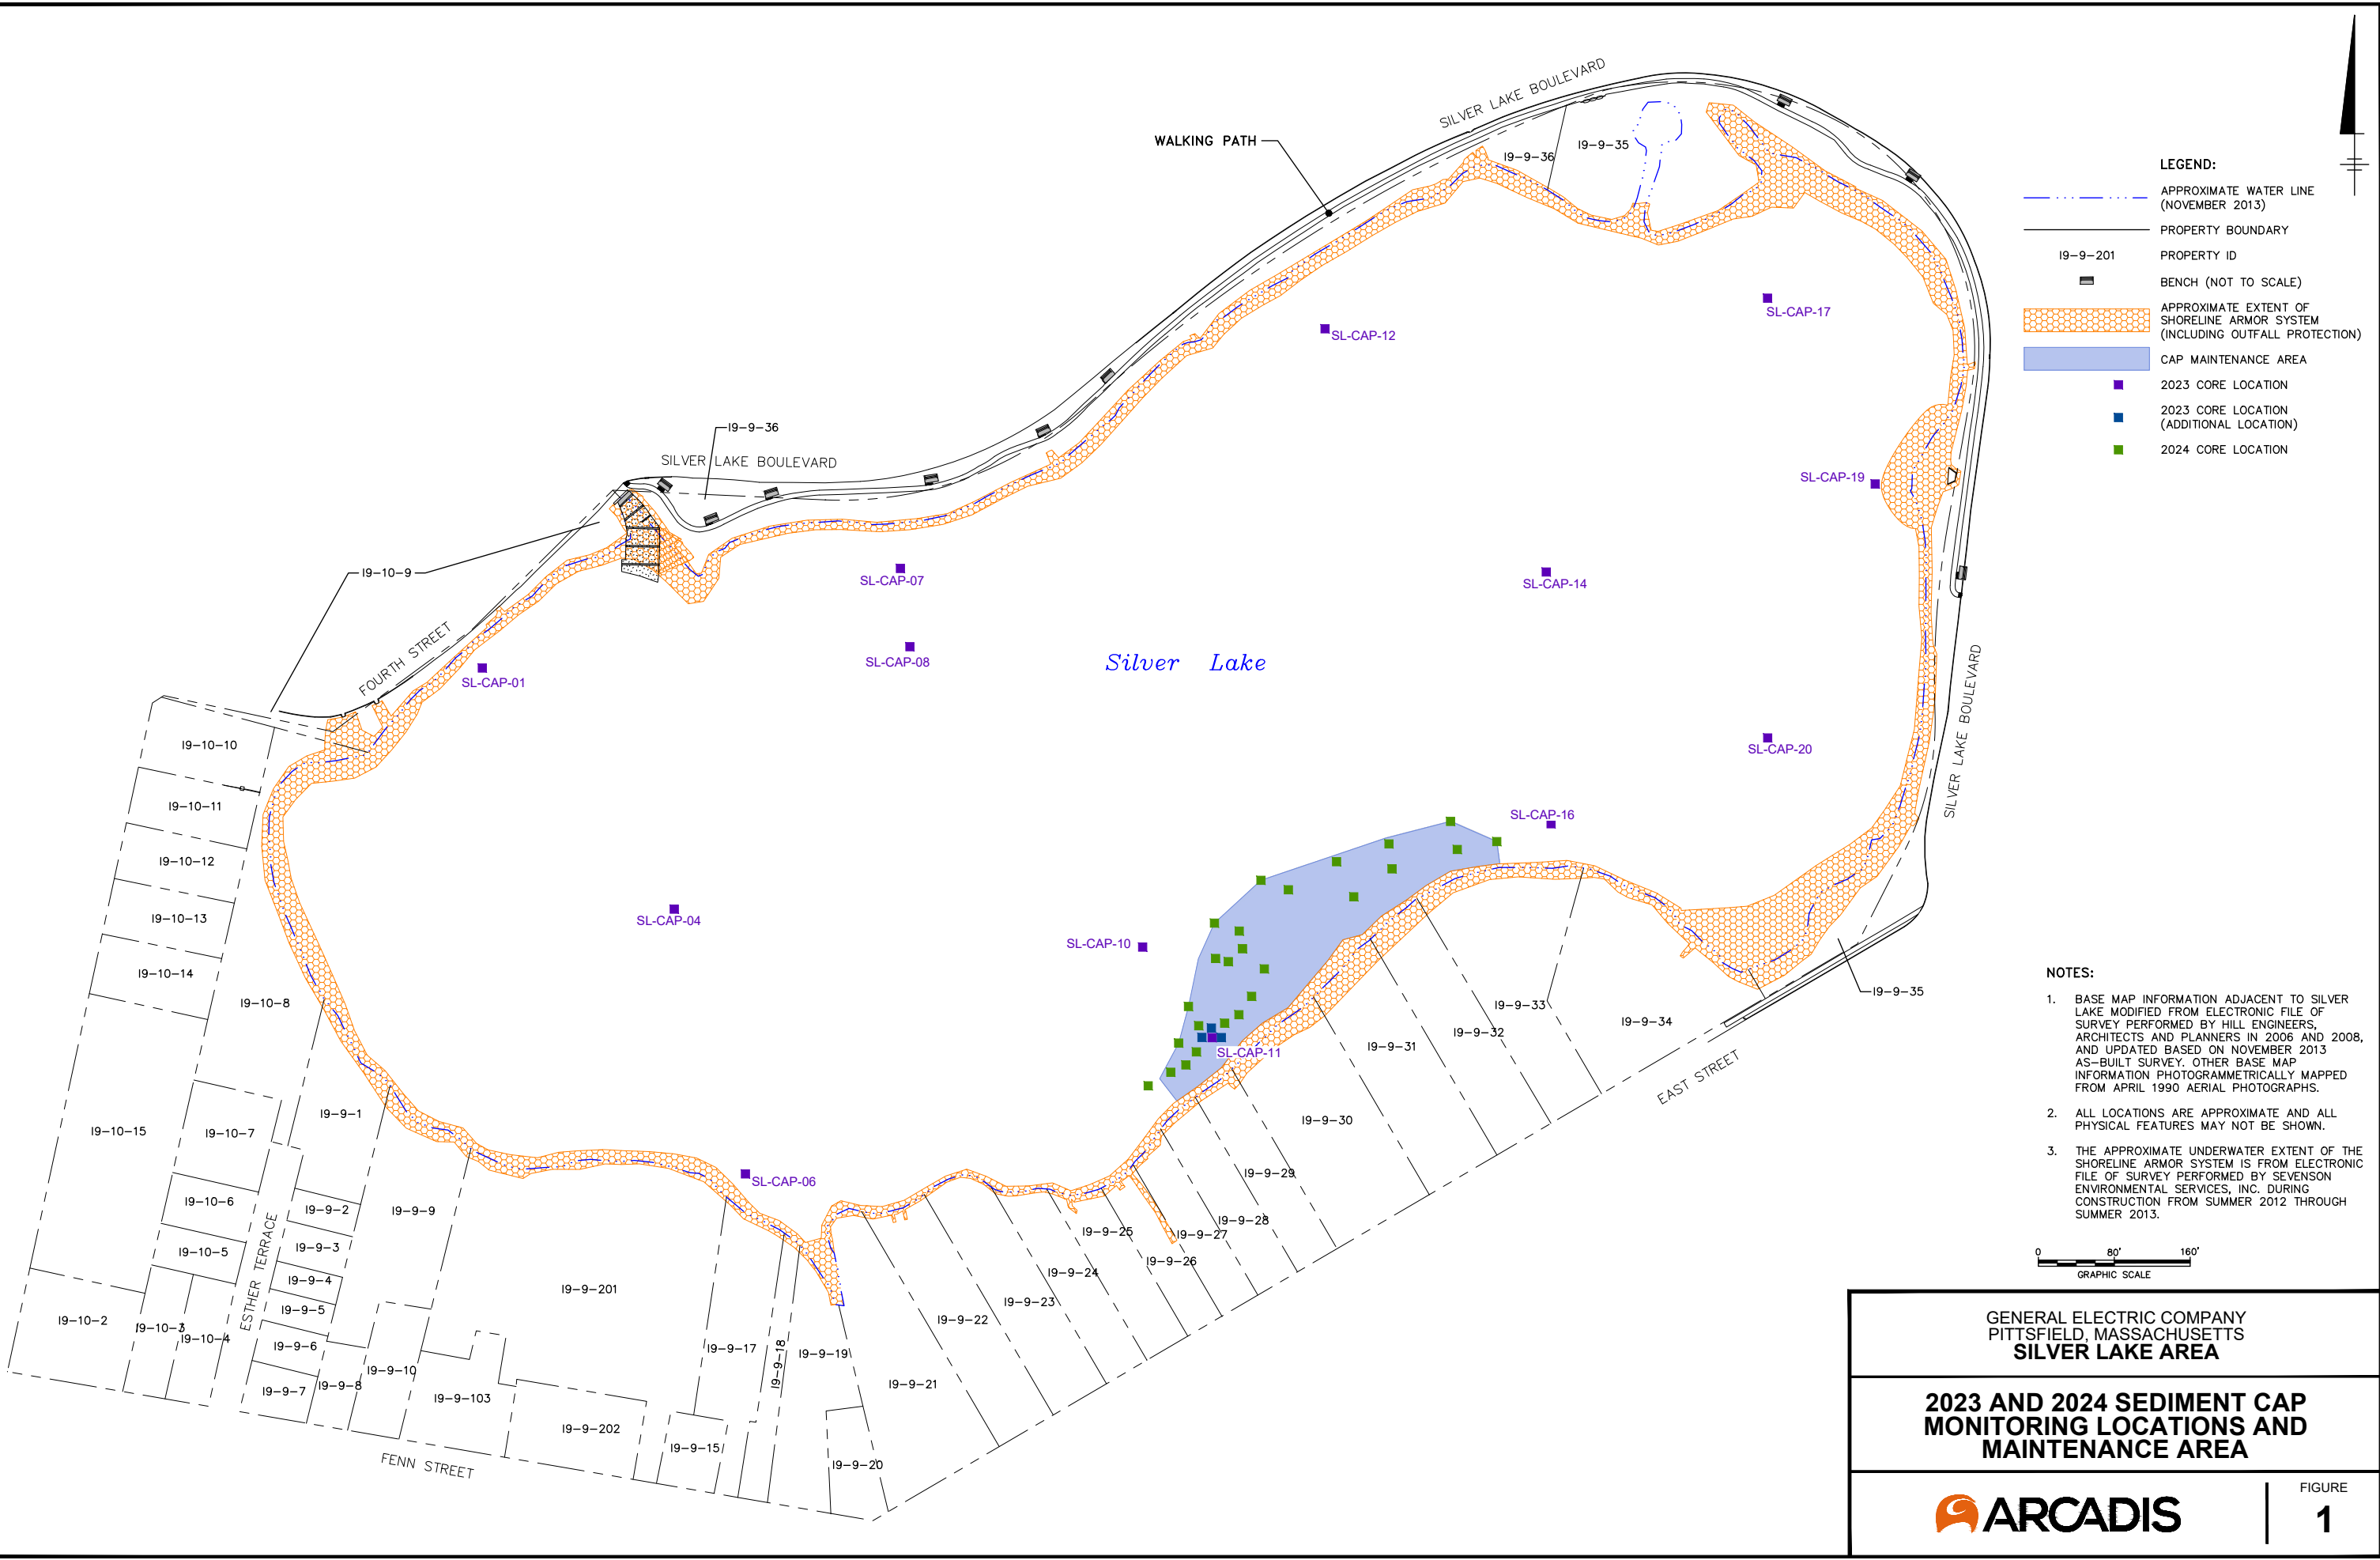 SILVER LAKE BOULEVARD
WALKING PATH
I9-9-36
I9-9-35
SL-CAP-17
SL-CAP-12
I9-9-36
SILVER LAKE BOULEVARD
SL-CAP-19
I9-10-9
SL-CAP-07
SL-CAP-14
FOURTH STREET
SL-CAP-08
Silver Lake
SL-CAP-01
SILVER LAKE BOULEVARD
I9-10-10
SL-CAP-20
I9-10-11
SL-CAP-16
I9-10-12
I9-10-13
SL-CAP-04
SL-CAP-10
I9-10-14
I9-10-8
I9-9-35
I9-9-33
I9-9-34
I9-9-32
I9-9-31
SL-CAP-11
EAST STREET
I9-9-1
I9-9-30
I9-10-15
I9-10-7
I9-9-29
SL-CAP-06
I9-10-6
I9-9-2
I9-9-9
I9-9-28
I9-9-25
I9-9-27
I9-10-5
ESTHER TERRACE
I9-9-3
I9-9-26
I9-9-24
I9-9-4
I9-9-201
I9-9-5
I9-9-23
I9-10-2
I9-10-3
I9-10-4
I9-9-22
I9-9-6
I9-9-17
I9-9-18
I9-9-19
I9-9-10
I9-9-7
I9-9-8
I9-9-21
I9-9-103
I9-9-202
I9-9-15
I9-9-20
FENN STREET
LEGEND:
APPROXIMATE WATER LINE
(NOVEMBER 2013)
PROPERTY BOUNDARY
I9-9-201 PROPERTY ID
BENCH (NOT TO SCALE)
APPROXIMATE EXTENT OF
SHORELINE ARMOR SYSTEM
(INCLUDING OUTFALL PROTECTION)
CAP MAINTENANCE AREA
2023 CORE LOCATION
2023 CORE LOCATION
(ADDITIONAL LOCATION)
2024 CORE LOCATION
NOTES:
1. BASE MAP INFORMATION ADJACENT TO SILVER
LAKE MODIFIED FROM ELECTRONIC FILE OF
SURVEY PERFORMED BY HILL ENGINEERS,
ARCHITECTS AND PLANNERS IN 2006 AND 2008,
AND UPDATED BASED ON NOVEMBER 2013
AS-BUILT SURVEY. OTHER BASE MAP
INFORMATION PHOTOGRAMMETRICALLY MAPPED
FROM APRIL 1990 AERIAL PHOTOGRAPHS.
2. ALL LOCATIONS ARE APPROXIMATE AND ALL
PHYSICAL FEATURES MAY NOT BE SHOWN.
3. THE APPROXIMATE UNDERWATER EXTENT OF THE
SHORELINE ARMOR SYSTEM IS FROM ELECTRONIC
FILE OF SURVEY PERFORMED BY SEVENSON
ENVIRONMENTAL SERVICES, INC. DURING
CONSTRUCTION FROM SUMMER 2012 THROUGH
SUMMER 2013.
0 80' 160'
GRAPHIC SCALE
GENERAL ELECTRIC COMPANY
PITTSFIELD, MASSACHUSETTS
SILVER LAKE AREA
2023 AND 2024 SEDIMENT CAP
MONITORING LOCATIONS AND
MAINTENANCE AREA
ARCADIS
FIGURE
1